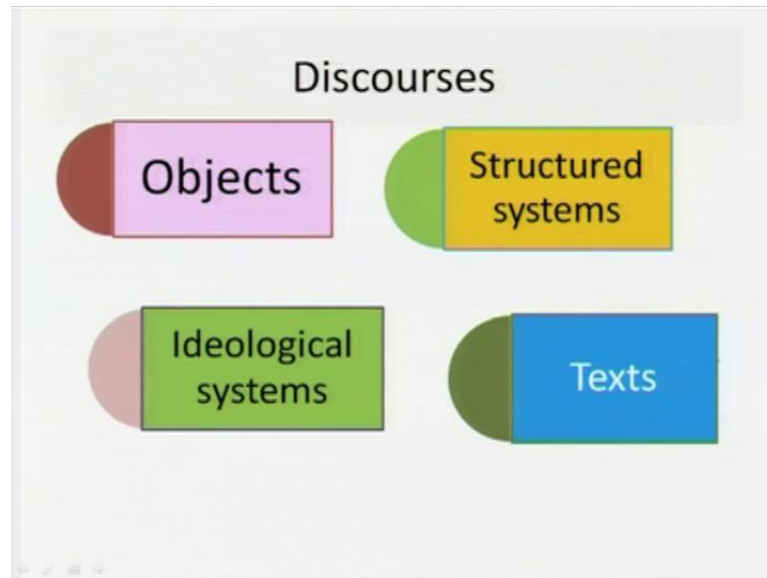 Discourses
Objects
Structured
systems
Ideological
systems
Texts